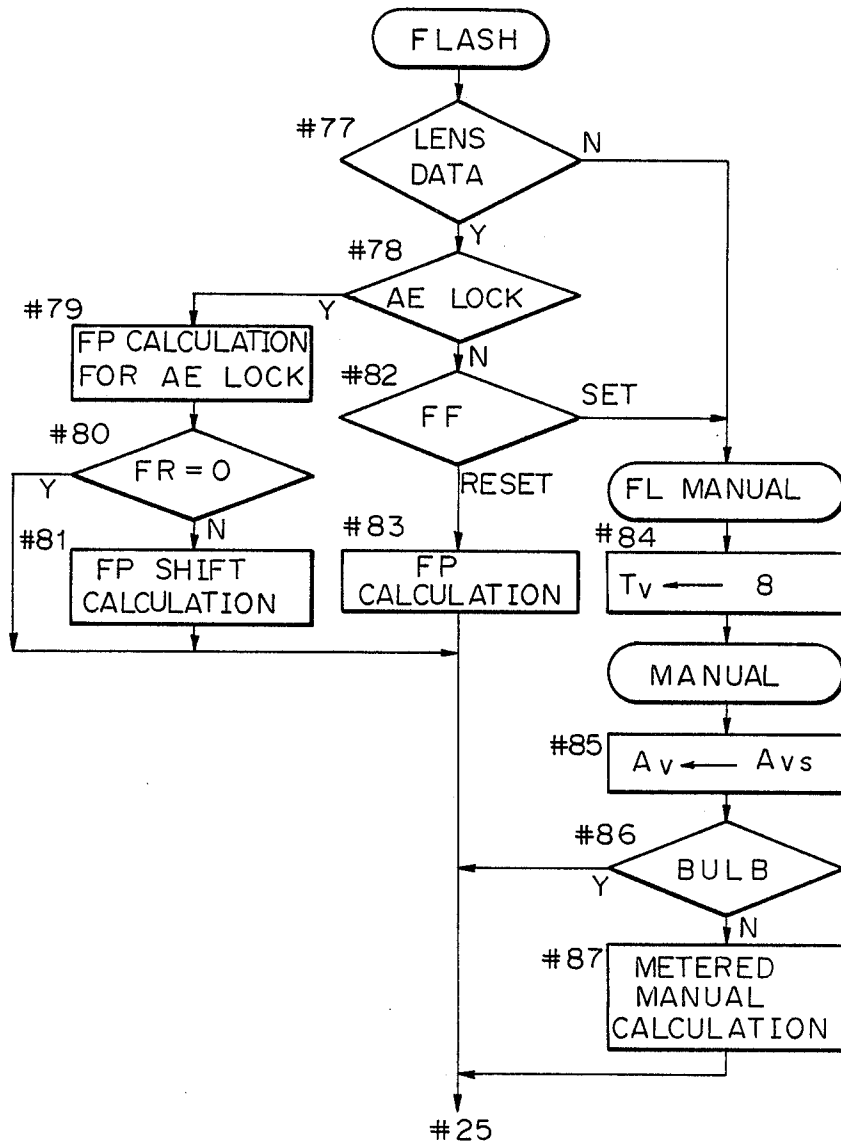 FLASH
#77
LENS
DATA
N
Y
#78
AE LOCK
Y
N
#79
FP CALCULATION
FOR AE LOCK
#82
FF
SET
RESET
#80
FR = 0
Y
N
#81
FP SHIFT
CALCULATION
#83
FP
CALCULATION
FL MANUAL
#84
Tv ← 8
MANUAL
#85
Av ← Avs
#86
BULB
Y
N
#87
METERED
MANUAL
CALCULATION
#25